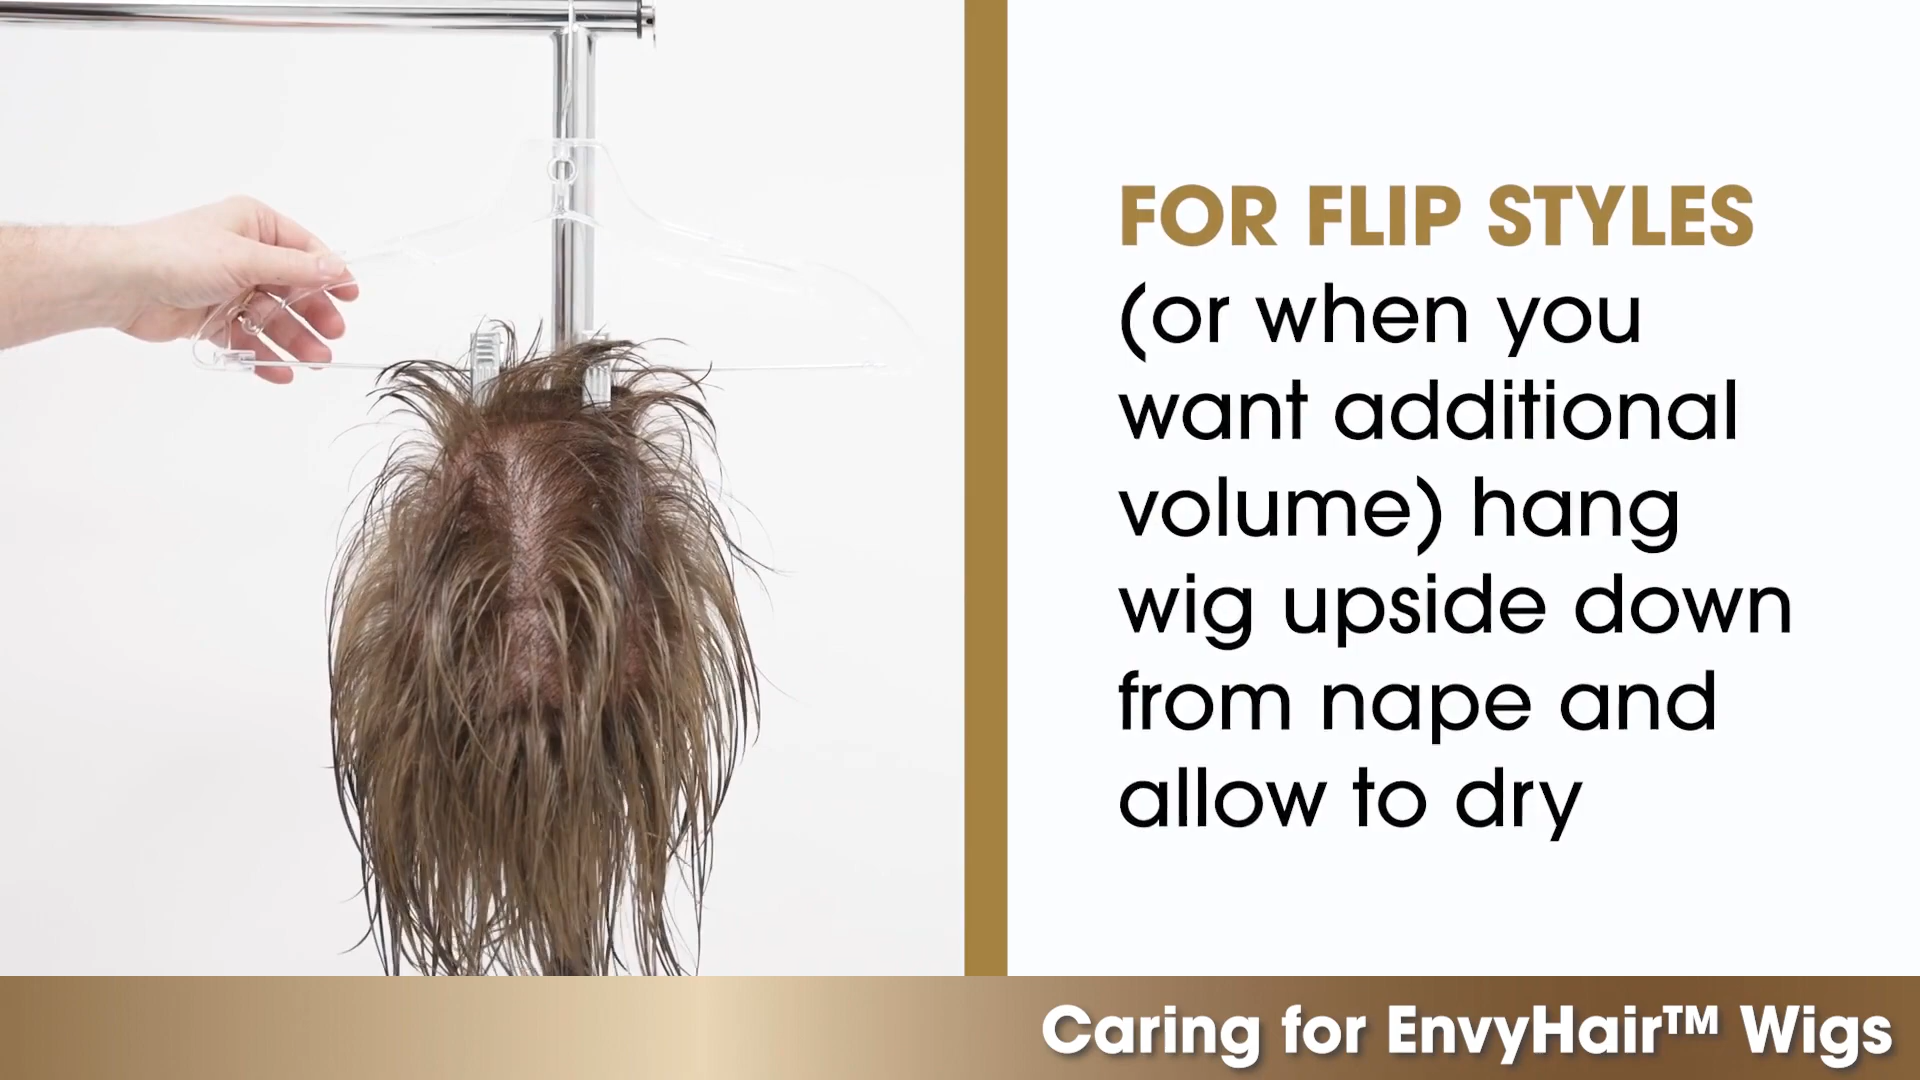 FOR FLIP STYLES
(or when you
want additional
volume) hang
wig upside down
from nape and
allow to dry
Caring for EnvyHair™ Wigs